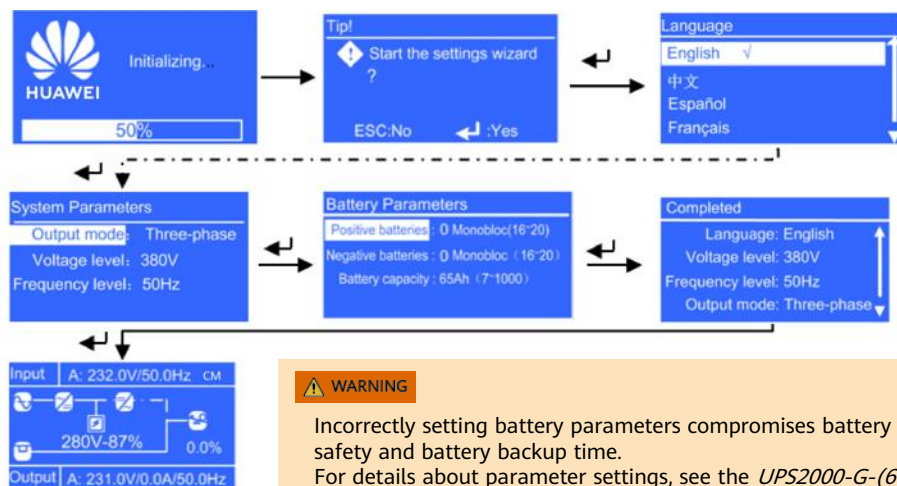 HUAWEI
Initializing...
50%
Tip!
Start the settings wizard
?
ESC:No ↵ :Yes
Language
English √
中文
Español
Français
System Parameters
Output mode: Three-phase
Voltage level: 380V
Frequency level: 50Hz
Battery Parameters
Positive batteries : 0 Monobloc(16~20)
Negative batteries : 0 Monobloc (16~20)
Battery capacity : 65Ah (7~1000)
Completed
Language: English
Voltage level: 380V
Frequency level: 50Hz
Output mode: Three-phase
Input A: 232.0V/50.0Hz CM
280V-87%
0.0%
Output A: 231.0V/0.0A/50.0Hz
WARNING
Incorrectly setting battery parameters compromises battery
safety and battery backup time.
For details about parameter settings, see the UPS2000-G-(6